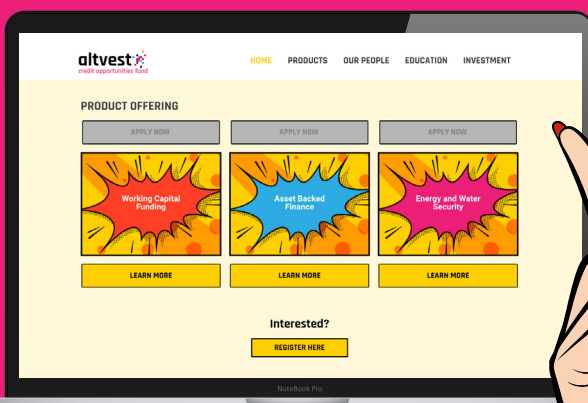 altvest
credit opportunities fund
HOME PRODUCTS OUR PEOPLE EDUCATION INVESTMENT
PRODUCT OFFERING
APPLY NOW APPLY NOW APPLY NOW
Working Capital
Funding
Asset Backed
Finance
Energy and Water
Security
LEARN MORE LEARN MORE LEARN MORE
Interested?
REGISTER HERE
NoteBook Pro